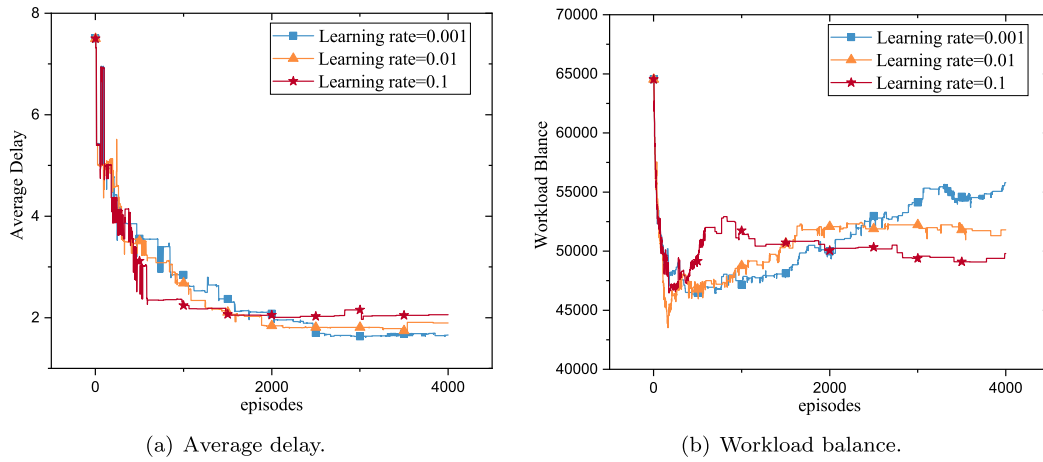 8
6
4
2
Average Delay
0
2000
4000
episodes
Learning rate=0.001
Learning rate=0.01
Learning rate=0.1
(a) Average delay.
70000
65000
60000
55000
50000
45000
40000
Workload Blance
0
2000
4000
episodes
Learning rate=0.001
Learning rate=0.01
Learning rate=0.1
(b) Workload balance.